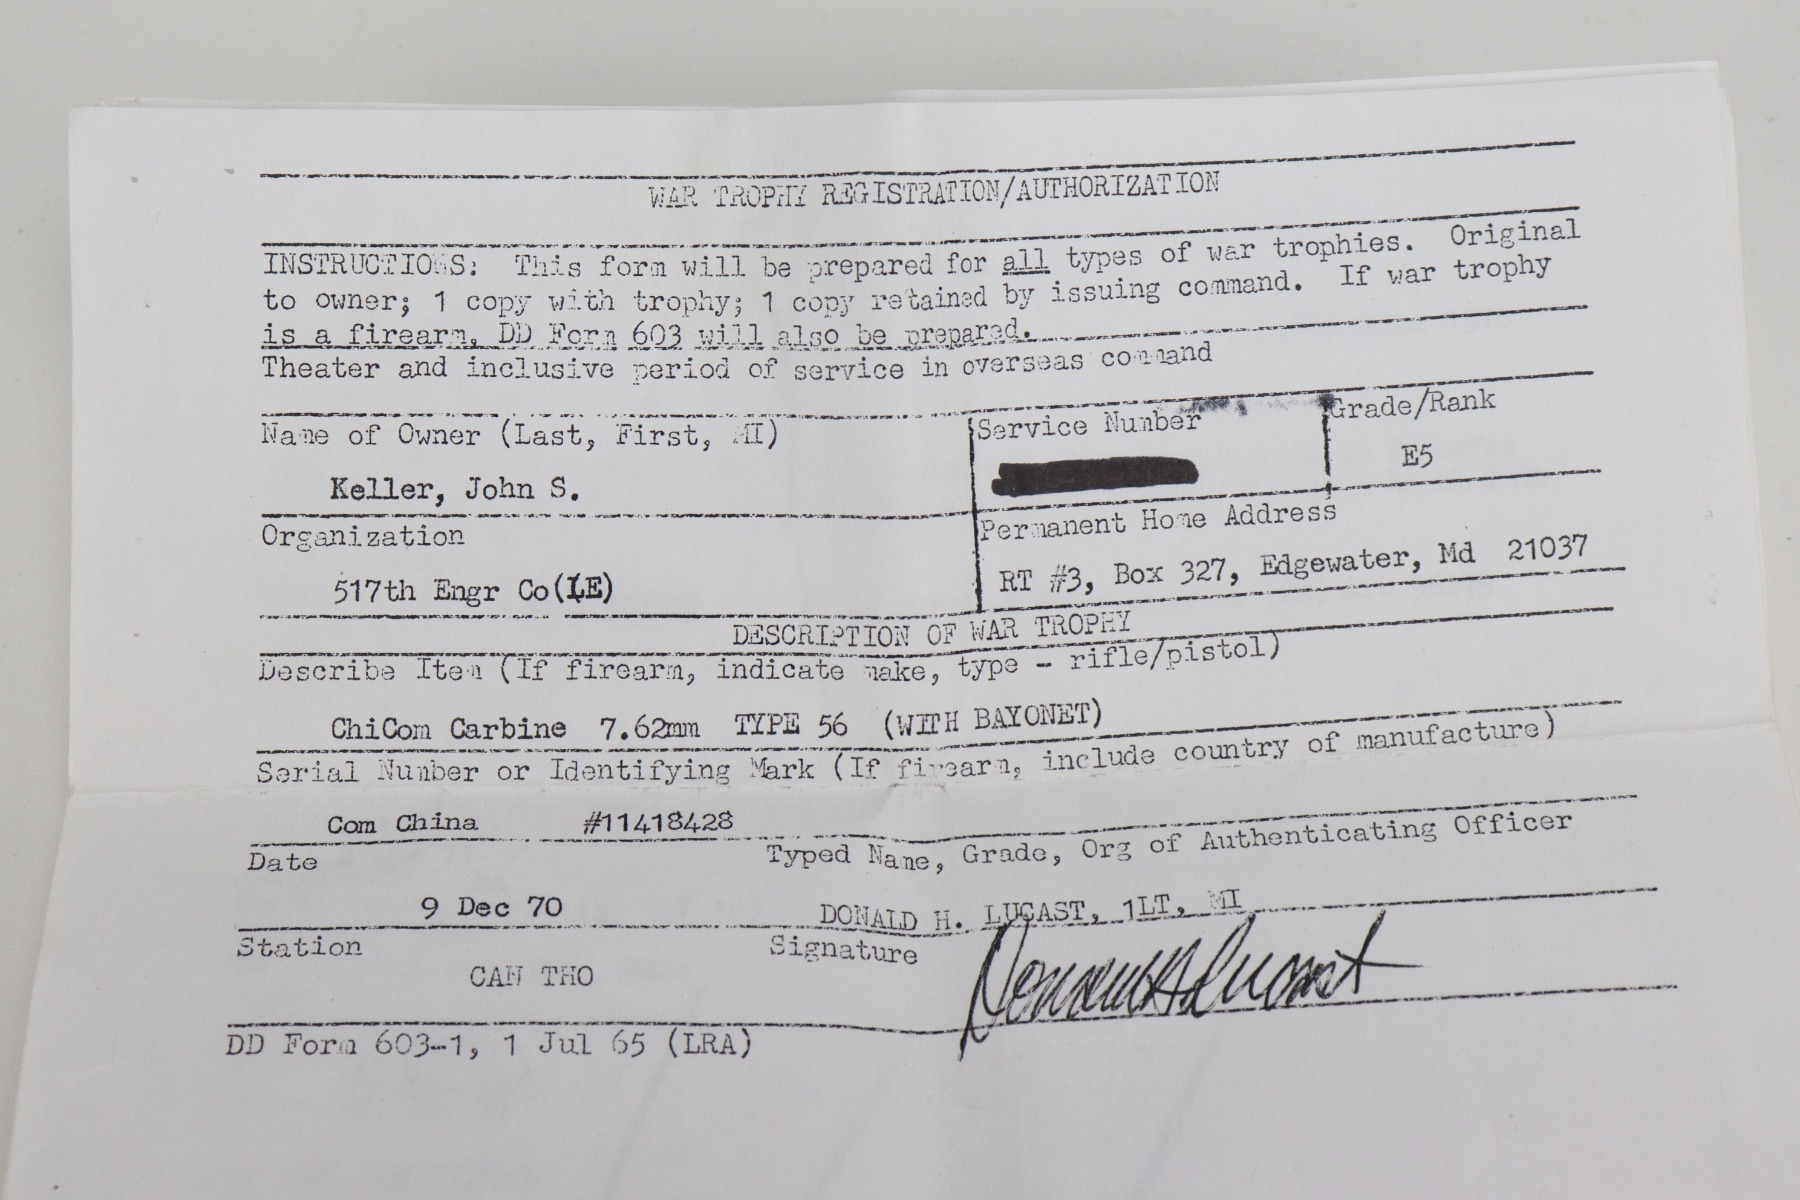 WAR TROPHY REGISTRATION/AUTHORIZATION
INSTRUCTIONS: This form will be prepared for all types of war trophies. Original
to owner; 1 copy with trophy; 1 copy retained by issuing command. If war trophy
is a firearm, DD Form 603 will also be prepared.
Theater and inclusive period of service in overseas command
Name of Owner (Last, First, MI)
Keller, John S.
Service Number
Grade/Rank
E5
Organization
517th Engr Co(LE)
Permanent Home Address
RT #3, Box 327, Edgewater, Md 21037
DESCRIPTION OF WAR TROPHY
Describe Item (If firearm, indicate make, type - rifle/pistol)
ChiCom Carbine 7.62mm TYPE 56 (WITH BAYONET)
Serial Number or Identifying Mark (If firearm, include country of manufacture)
Com China #11418428
Date
9 Dec 70
Typed Name, Grade, Org of Authenticating Officer
DONALD H. LUCAST, 1LT, MI
Station
CAN THO
Signature
Donald H Lucast
DD Form 603-1, 1 Jul 65 (LRA)